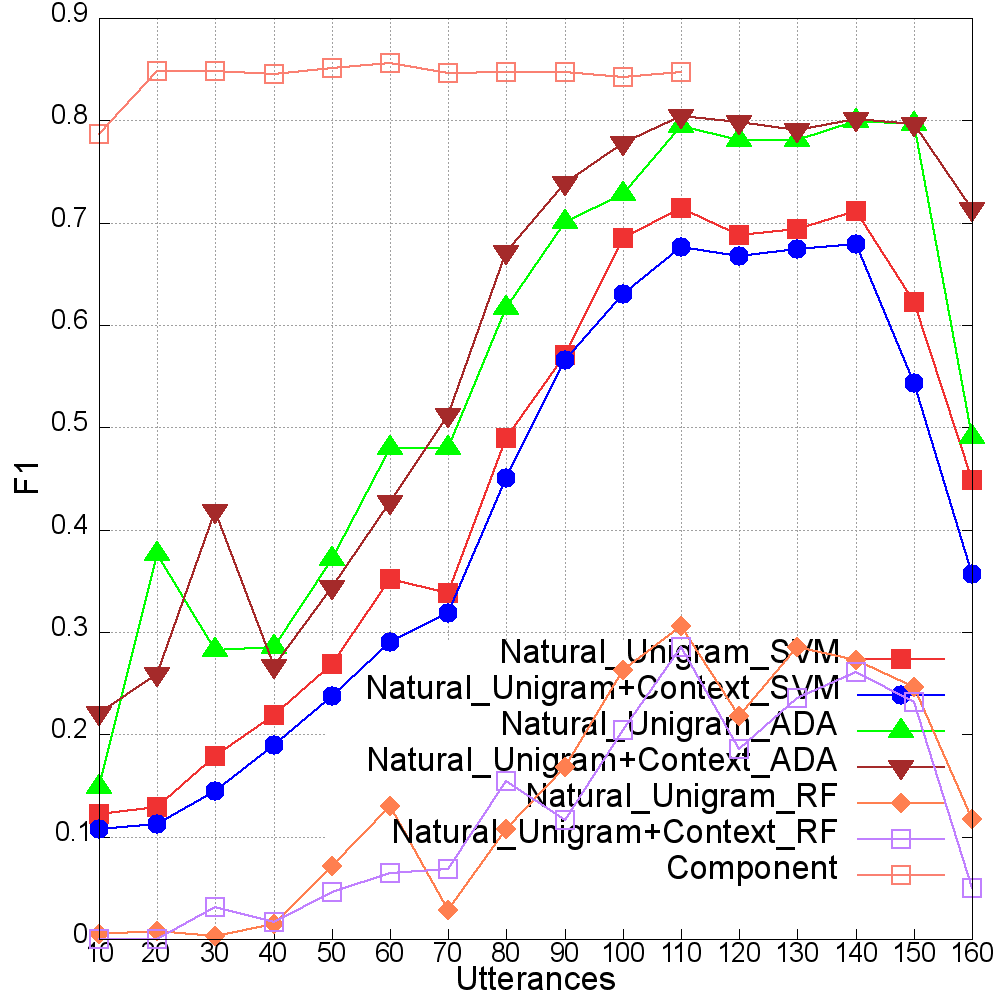 0.9
0.8
0.7
0.6
0.5
0.4
0.3
0.2
0.1
0
F1
Natural_Unigram_SVM
Natural_Unigram+Context_SVM
Natural_Unigram_ADA
Natural_Unigram+Context_ADA
Natural_Unigram_RF
Natural_Unigram+Context_RF
Component
10 20 30 40 50 60 70 80 90 100 110 120 130 140 150 160
Utterances